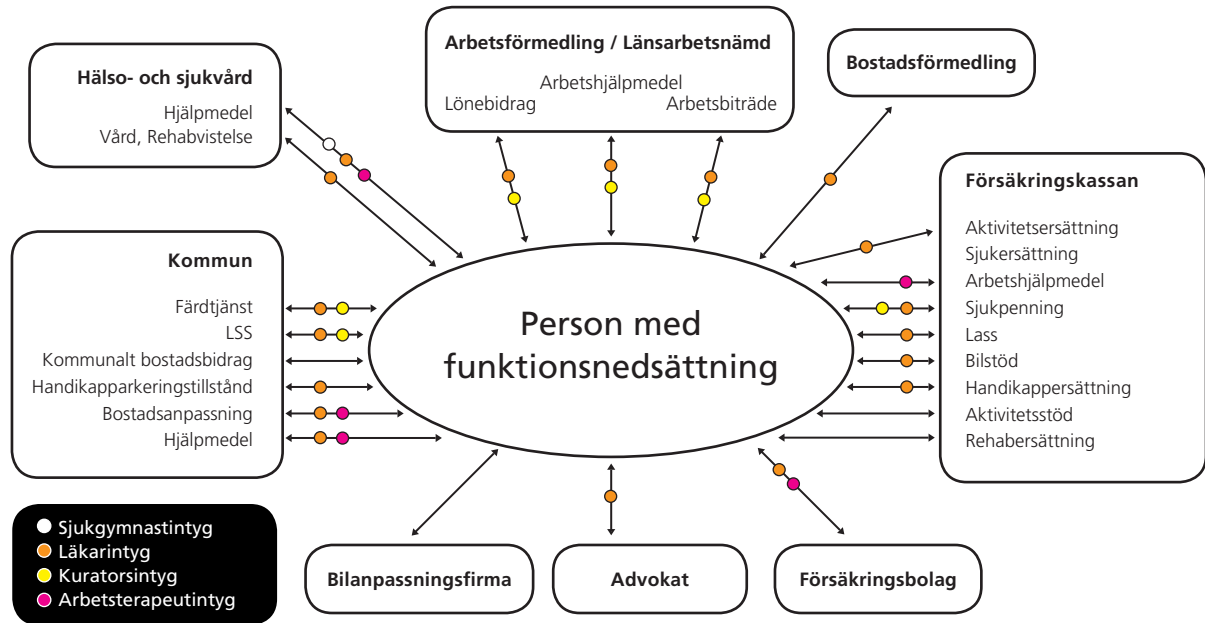 Hälso- och sjukvård
Hjälpmedel
Vård, Rehabvistelse
Arbetsförmedling / Länsarbetsnämd
Arbetshjälpmedel
Lönebidrag
Arbetsbiträde
Bostadsförmedling
Försäkringskassan
Aktivitetsersättning
Sjukersättning
Arbetshjälpmedel
Sjukpenning
Lass
Bilstöd
Handikappersättning
Aktivitetsstöd
Rehabersättning
Kommun
Färdtjänst
LSS
Kommunalt bostadsbidrag
Handikapparkeringstillstånd
Bostadsanpassning
Hjälpmedel
Person med
funktionsnedsättning
Sjukgymnastintyg
Läkarintyg
Kuratorsintyg
Arbetsterapeutintyg
Bilanpassningsfirma
Advokat
Försäkringsbolag